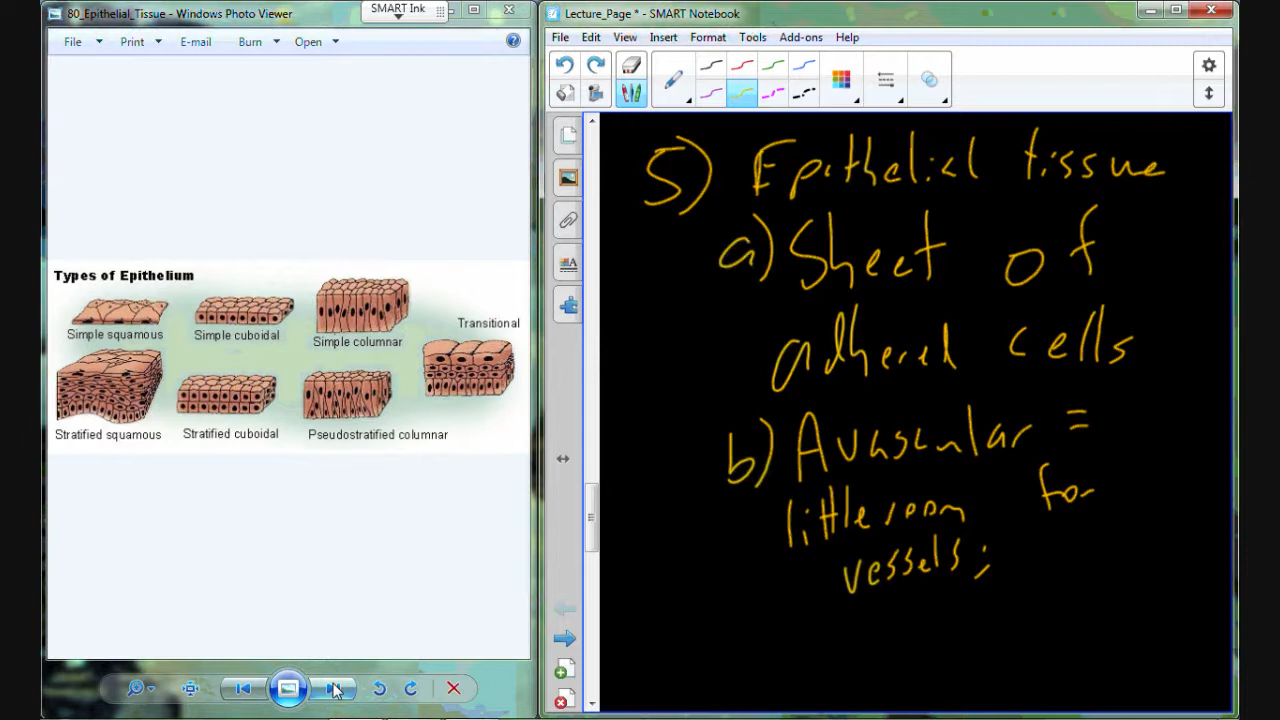 80_Epithelial_Tissue - Windows Photo Viewer
SMART Ink
File Print E-mail Burn Open
Types of Epithelium
Simple squamous
Simple cuboidal
Simple columnar
Transitional
Stratified squamous
Stratified cuboidal
Pseudostratified columnar
Lecture_Page * - SMART Notebook
File Edit View Insert Format Tools Add-ons Help
5) Epithelial tissue
a) Sheet of
adhered cells
b) Avascular =
little room for
vessels;